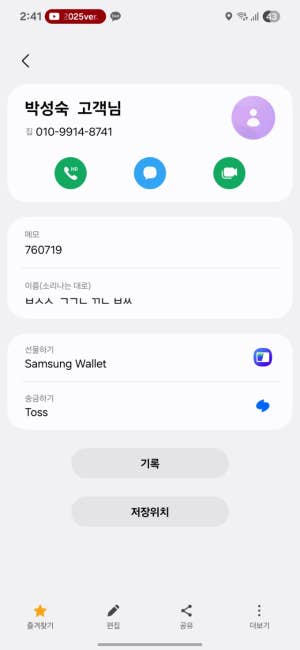 2:41 2025ver. 43
박성숙 고객님
집 010-9914-8741
HD
메모
760719
이름(소리나는 대로)
선물하기
Samsung Wallet
송금하기
Toss
기록
저장위치
즐겨찾기 편집 공유 더보기